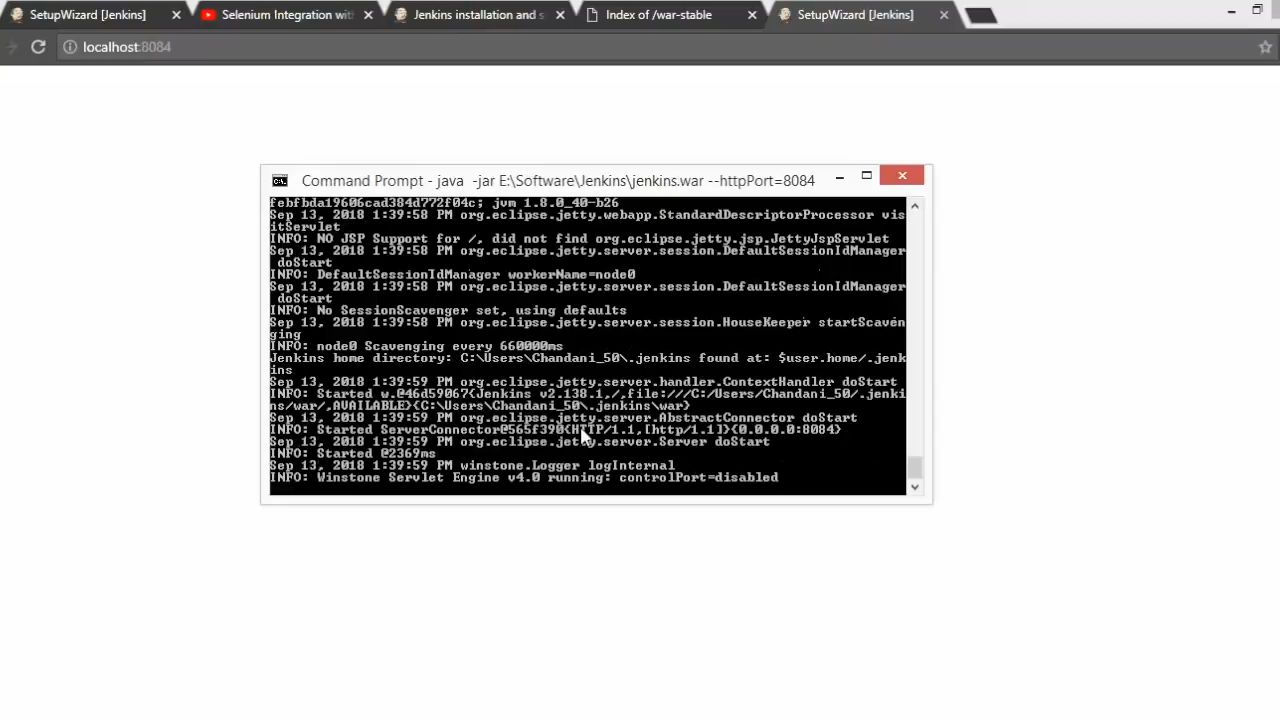 SetupWizard [Jenkins]
Selenium Integration wit
Jenkins installation and s
Index of /war-stable
SetupWizard [Jenkins]
localhost:8084
Command Prompt - java  -jar E:\Software\Jenkins\jenkins.war --httpPort=8084
febfbda19606cad384d772f04c; jvm 1.8.0_40-b26
Sep 13, 2018 1:39:58 PM org.eclipse.jetty.webapp.StandardDescriptorProcessor vis
itServlet
INFO: NO JSP Support for /, did not find org.eclipse.jetty.jsp.JettyJspServlet
Sep 13, 2018 1:39:58 PM org.eclipse.jetty.server.session.DefaultSessionIdManager
 doStart
INFO: DefaultSessionIdManager workerName=node0
Sep 13, 2018 1:39:58 PM org.eclipse.jetty.server.session.DefaultSessionIdManager
 doStart
INFO: No SessionScavenger set, using defaults
Sep 13, 2018 1:39:58 PM org.eclipse.jetty.server.session.HouseKeeper startScaven
ging
INFO: node0 Scavenging every 660000ms
Jenkins home directory: C:\Users\Chandani_50\.jenkins found at: $user.home/.jenk
ins
Sep 13, 2018 1:39:59 PM org.eclipse.jetty.server.handler.ContextHandler doStart
INFO: Started w.@46d59067{Jenkins v2.138.1,/,file:///C:/Users/Chandani_50/.jenki
ns/war/,AVAILABLE}{C:\Users\Chandani_50\.jenkins\war}
Sep 13, 2018 1:39:59 PM org.eclipse.jetty.server.AbstractConnector doStart
INFO: Started ServerConnector@565f390{HTTP/1.1,[http/1.1]}{0.0.0.0:8084}
Sep 13, 2018 1:39:59 PM org.eclipse.jetty.server.Server doStart
INFO: Started @2369ms
Sep 13, 2018 1:39:59 PM winstone.Logger logInternal
INFO: Winstone Servlet Engine v4.0 running: controlPort=disabled